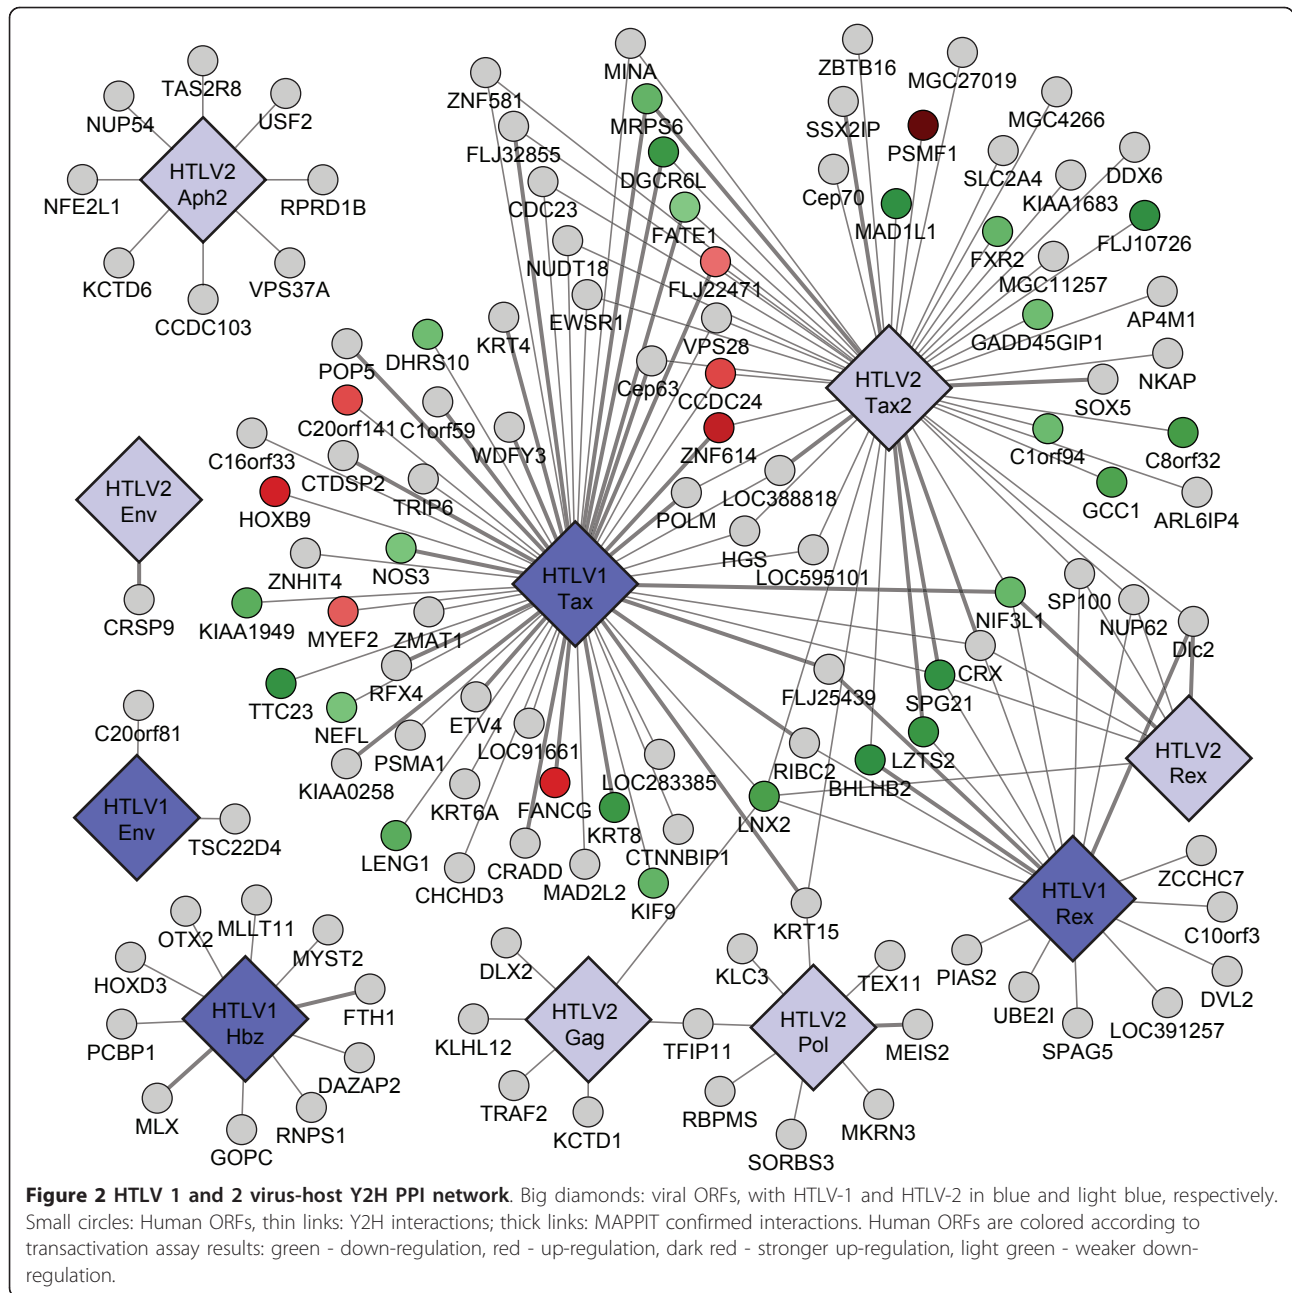 MINA
ZBTB16
MGC27019
TAS2R8
ZNF581
NUP54
USF2
MRPS6
SSX2IP
PSMF1
MGC4266
FLJ32855
DGCR6L
SLC2A4
DDX6
HTLV2
Aph2
NFE2L1
RPRD1B
CDC23
FATE1
Cep70
MAD1L1
KIAA1683
FLJ10726
NUDT18
FLJ22471
FXR2
MGC11257
KCTD6
VPS37A
CCDC103
EWSR1
VPS28
GADD45GIP1
AP4M1
POP5
DHRS10
KRT4
Cep63
CCDC24
HTLV2
Tax2
SOX5
NKAP
C20orf141
C1orf59
WDFY3
ZNF614
C1orf94
C8orf32
C16orf33
CTDSP2
TRIP6
LOC388818
POLM
GCC1
ARL6IP4
HTLV2
Env
HOXB9
ZNHIT4
NOS3
HGS
LOC595101
HTLV1
Tax
NIF3L1
SP100
NUP62
Dlc2
CRSP9
KIAA1949
MYEF2
ZMAT1
CRX
RFX4
FLJ25439
SPG21
TTC23
NEFL
ETV4
C20orf81
PSMA1
LOC91661
LOC283385
RIBC2
LZTS2
BHLHB2
HTLV2
Rex
KIAA0258
KRT6A
FANCG
KRT8
LNX2
HTLV1
Env
TSC22D4
LENG1
CHCHD3
CRADD
MAD2L2
CTNNBIP1
KIF9
ZCCHC7
HTLV1
Rex
C10orf3
OTX2
MLLT11
MYST2
KRT15
HOXD3
DLX2
KLC3
TEX11
PIAS2
DVL2
HTLV1
Hbz
FTH1
HTLV2
Gag
HTLV2
Pol
UBE2I
LOC391257
SPAG5
PCBP1
KLHL12
TFIP11
MEIS2
DAZAP2
MLX
RNPS1
GOPC
TRAF2
KCTD1
RBPMS
MKRN3
SORBS3
Figure 2 HTLV 1 and 2 virus-host Y2H PPI network. Big diamonds: viral ORFs, with HTLV-1 and HTLV-2 in blue and light blue, respectively.
Small circles: Human ORFs, thin links: Y2H interactions; thick links: MAPPIT confirmed interactions. Human ORFs are colored according to
transactivation assay results: green - down-regulation, red - up-regulation, dark red - stronger up-regulation, light green - weaker down-
regulation.